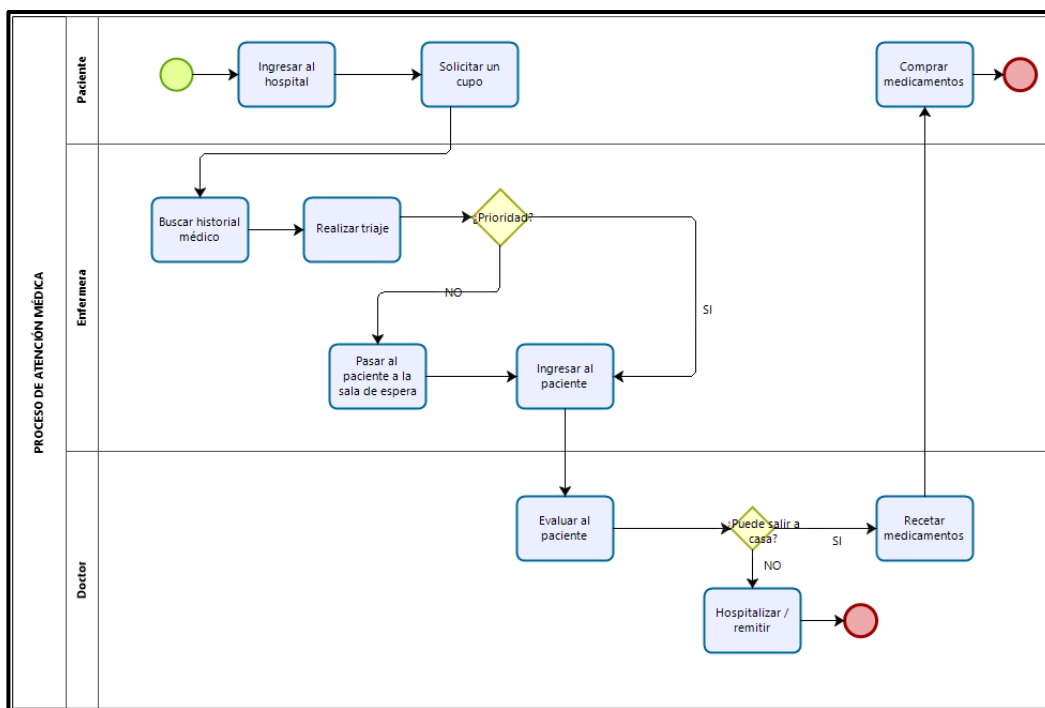 PROCESO DE ATENCIÓN MÉDICA
Paciente
Ingresar al
hospital
Solicitar un
cupo
Comprar
medicamentos
Enfermera
Buscar historial
médico
Realizar triaje
¿Prioridad?
NO
SI
Pasar al
paciente a la
sala de espera
Ingresar al
paciente
Doctor
Evaluar al
paciente
¿Puede salir a
casa?
SI
NO
Recetar
medicamentos
Hospitalizar /
remitir